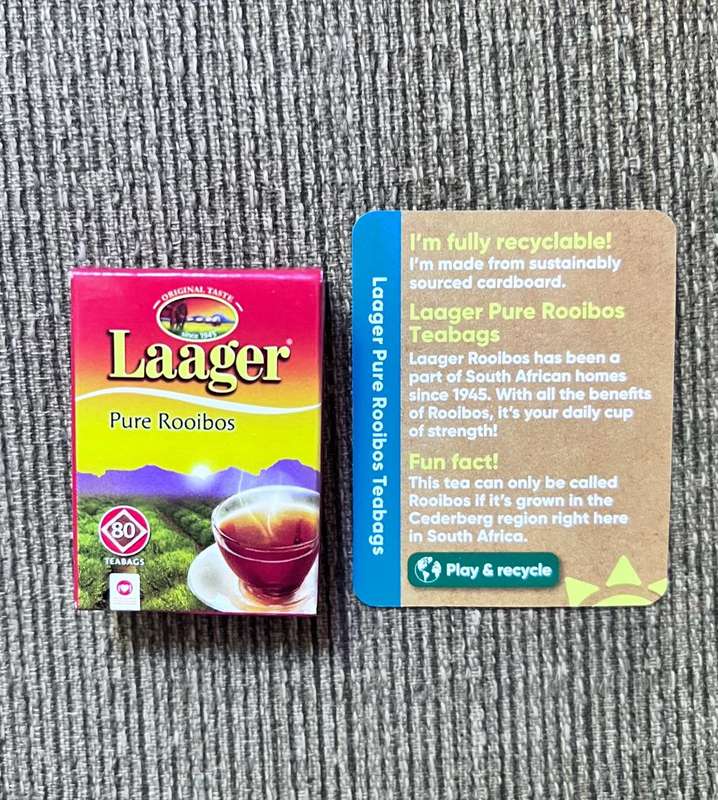 ORIGINAL TASTE
since 1945
Laager®
Pure Rooibos
80
TEABAGS
Laager Pure Rooibos Teabags
I'm fully recyclable!
I'm made from sustainably
sourced cardboard.
Laager Pure Rooibos
Teabags
Laager Rooibos has been a
part of South African homes
since 1945. With all the benefits
of Rooibos, it's your daily cup
of strength!
Fun fact!
This tea can only be called
Rooibos if it's grown in the
Cederberg region right here
in South Africa.
Play & recycle